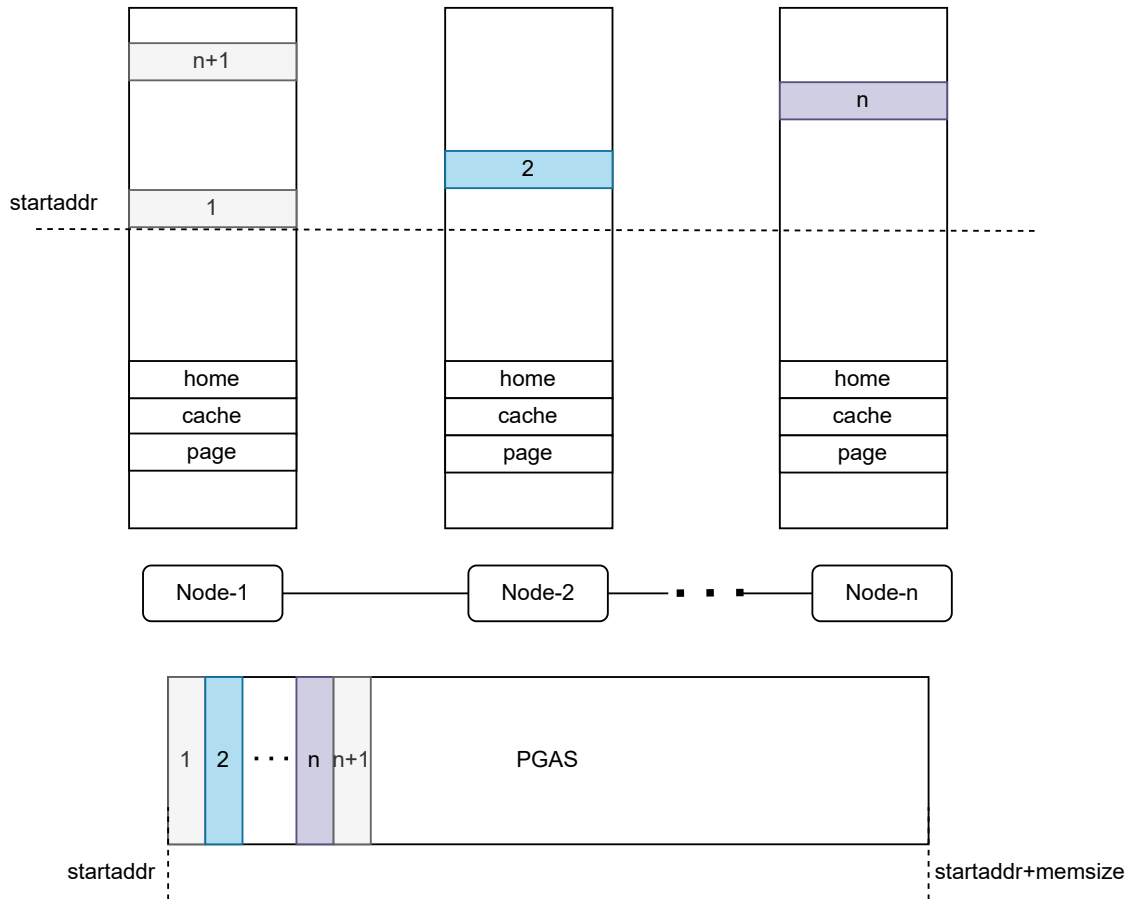 n+1
n
2
startaddr
1
home
home
home
cache
cache
cache
page
page
page
Node-1
Node-2
Node-n
1
2
n
n+1
PGAS
startaddr
startaddr+memsize